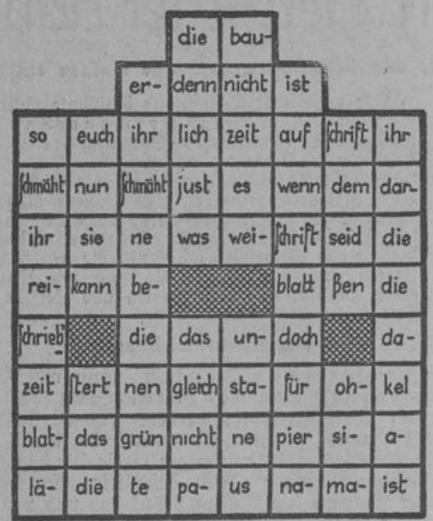 die bau-
er- denn nicht ist
so euch ihr lich zeit auf ſchrift ihr
ſchmäht nun ſchmäht just es wenn dem dar-
ihr sie ne was wei- ſchrift seid die
rei- kann be- blatt ßen die
ſchrieb' die das un- doch da-
zeit ſtert nen gleich sta- für oh- kel
blat- das grün nicht ne pier si- a-
lä- die te pa- us na- ma- ist